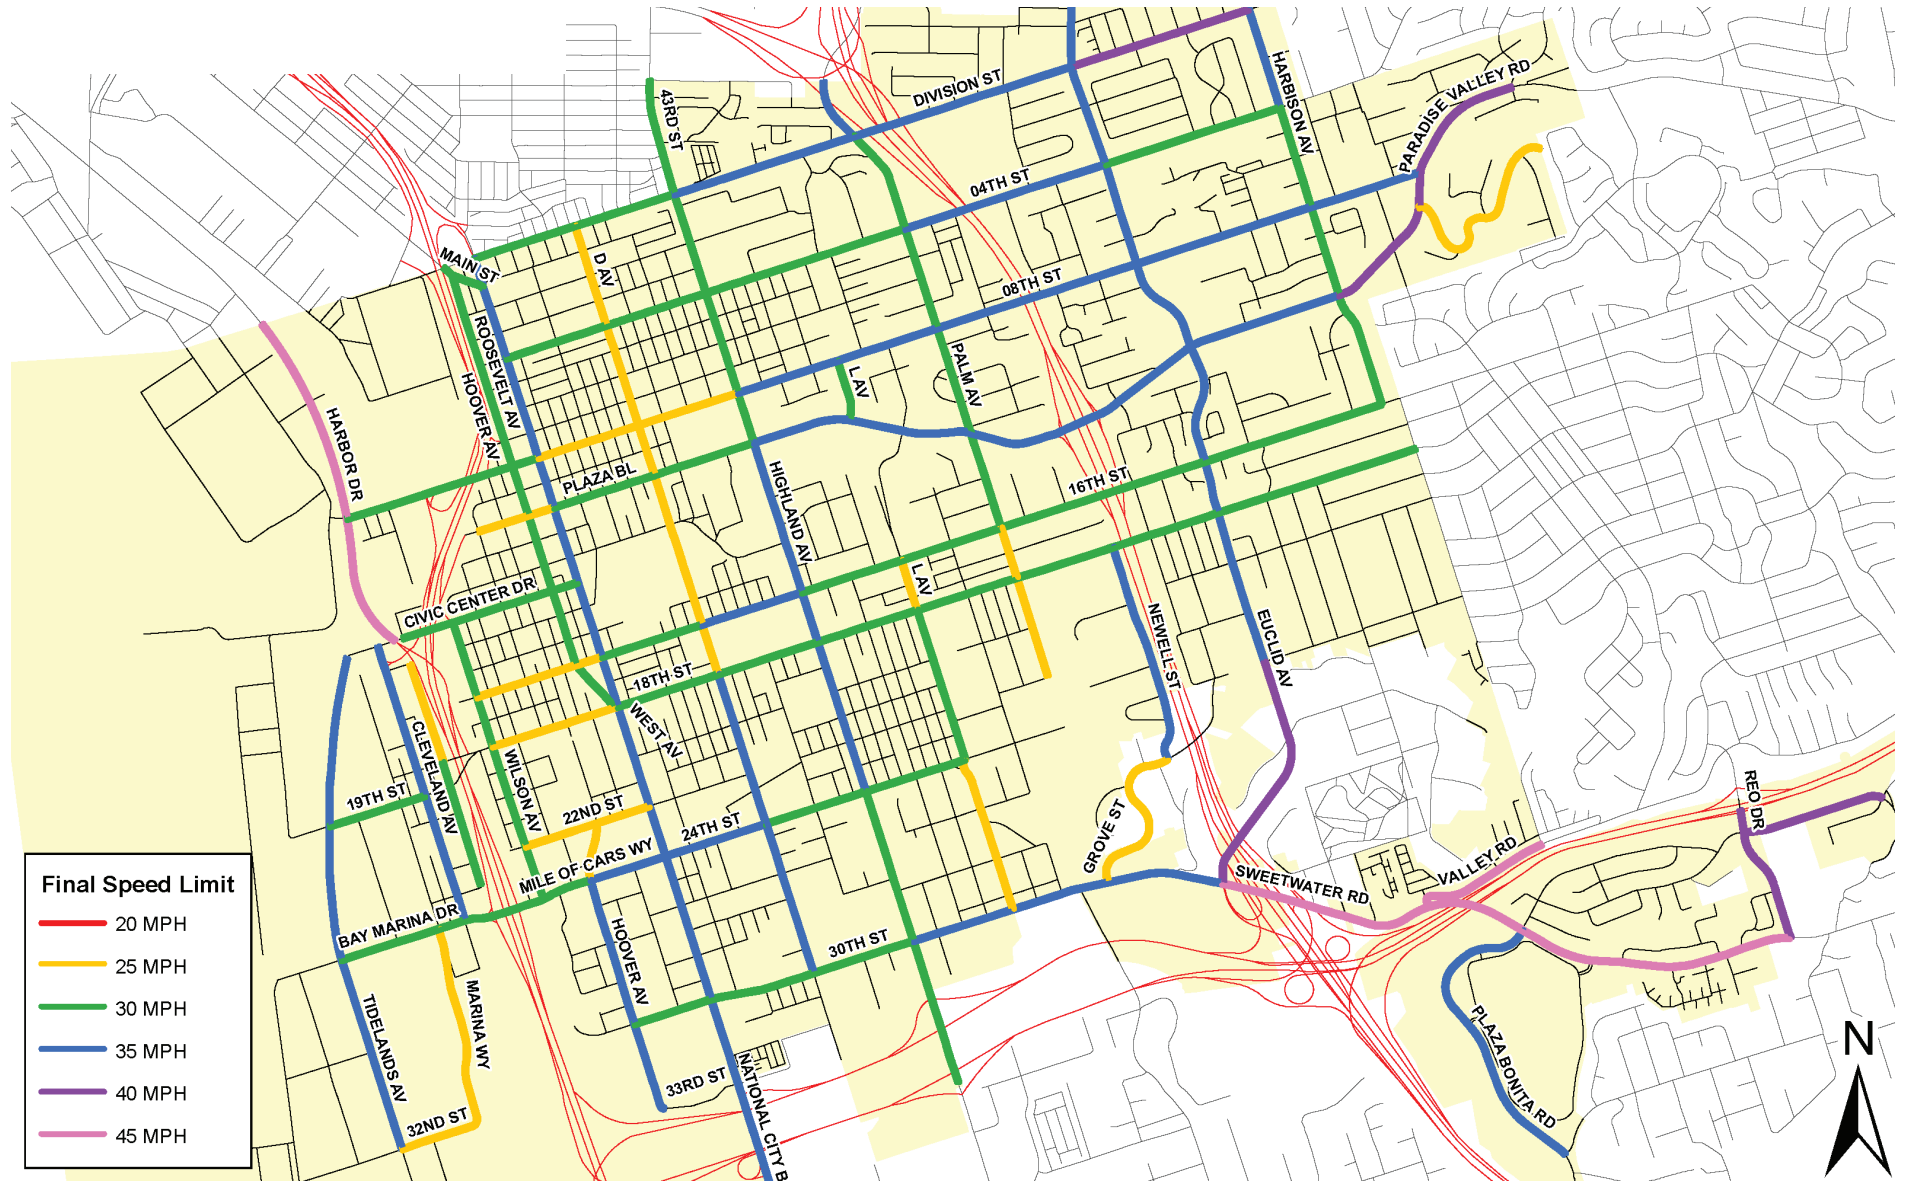 DIVISION ST
HARBISON AV
PARADISE VALLEY RD
43RD ST
04TH ST
MAIN ST
D AV
08TH ST
ROOSEVELT AV
HOOVER AV
L AV
PALM AV
HARBOR DR
PLAZA BL
HIGHLAND AV
16TH ST
CIVIC CENTER DR
L AV
NEWELL ST
EUCLID AV
18TH ST
WEST AV
CLEVELAND AV
WILSON AV
19TH ST
22ND ST
24TH ST
MILE OF CARS WY
GROVE ST
REO DR
VALLEY RD
SWEETWATER RD
BAY MARINA DR
HOOVER AV
30TH ST
MARINA WY
TIDELANDS AV
33RD ST
NATIONAL CITY B
32ND ST
PLAZA BONITA RD
Final Speed Limit
20 MPH
25 MPH
30 MPH
35 MPH
40 MPH
45 MPH
N